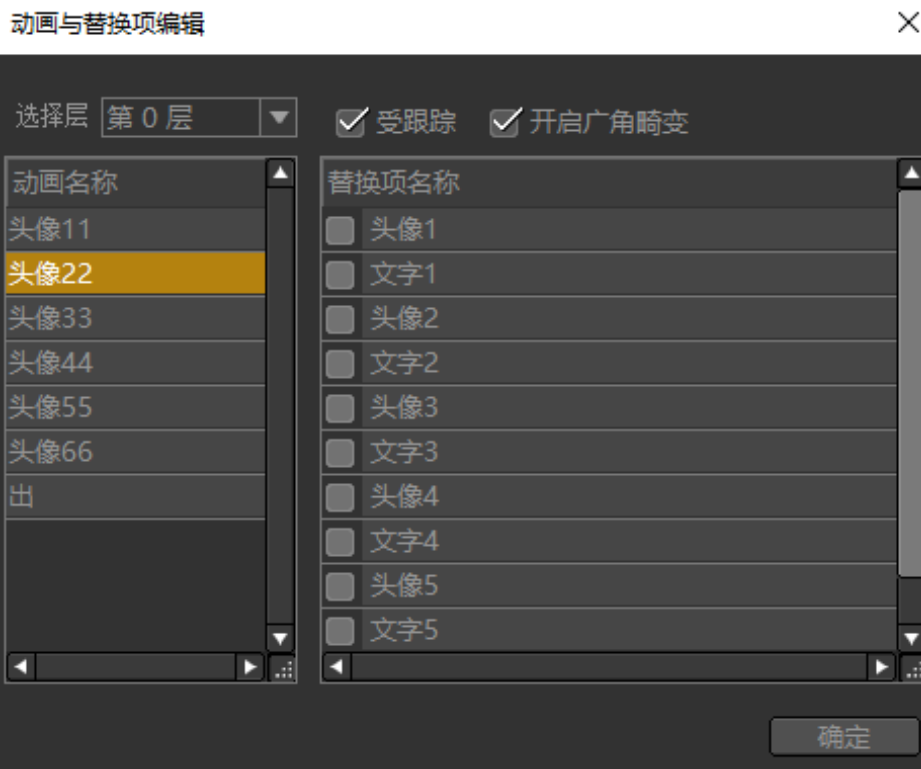 动画与替换项编辑
选择层 第 0 层 受跟踪 开启广角畸变
动画名称
头像11
头像22
头像33
头像44
头像55
头像66
出
替换项名称
头像1
文字1
头像2
文字2
头像3
文字3
头像4
文字4
头像5
文字5
确定